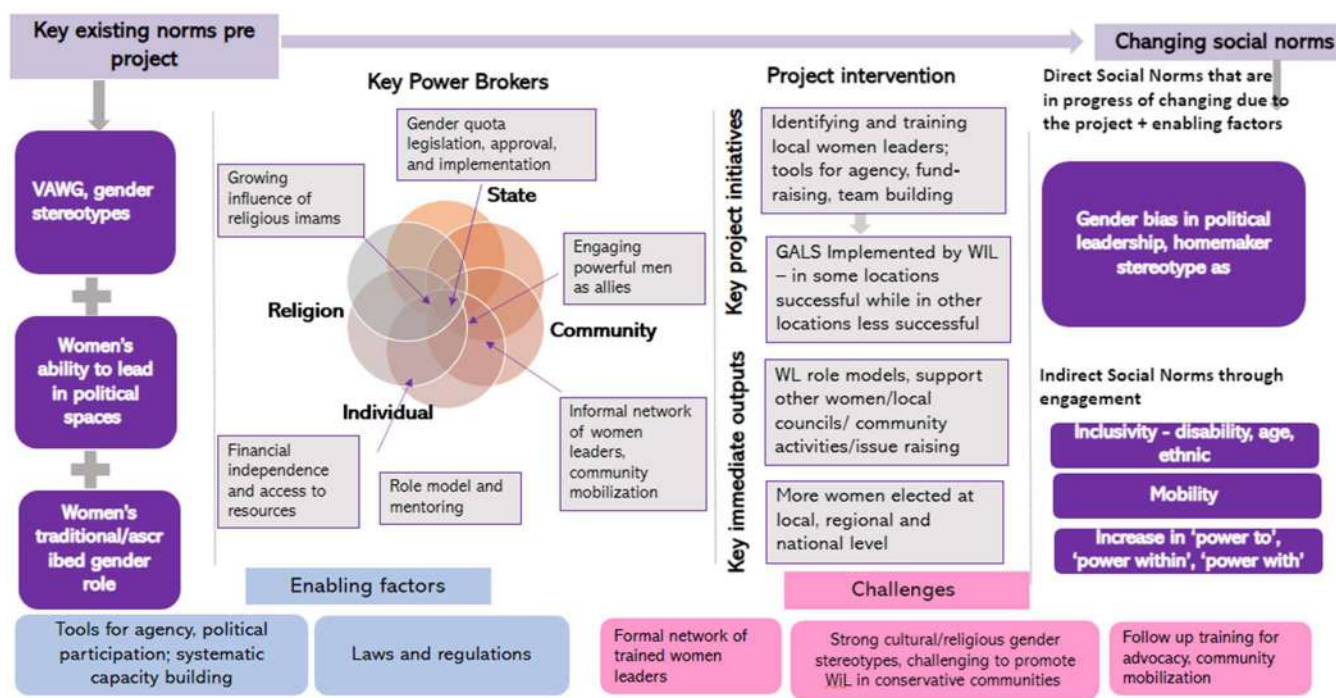 Key existing norms pre
project
Changing social norms
VAWG, gender
stereotypes
Women's
ability to lead
in political
spaces
Women's
traditional/ascr
ibed gender
role
Key Power Brokers
Gender quota
legislation, approval,
and implementation
Growing
influence of
religious imams
State
Engaging
powerful men
as allies
Religion
Community
Individual
Financial
independence
and access to
resources
Role model and
mentoring
Informal network
of women
leaders,
community
mobilization
Project intervention
Key project initiatives
Identifying and training
local women leaders;
tools for agency, fund-
raising, team building
GALS Implemented by WIL
– in some locations
successful while in other
locations less successful
Key immediate outputs
WL role models, support
other women/local
councils/ community
activities/issue raising
More women elected at
local, regional and
national level
Direct Social Norms that are
in progress of changing due to
the project + enabling factors
Gender bias in political
leadership, homemaker
stereotype as
Indirect Social Norms through
engagement
Inclusivity – disability, age,
ethnic
Mobility
Increase in 'power to',
'power within', 'power with'
Enabling factors
Tools for agency, political
participation; systematic
capacity building
Laws and regulations
Challenges
Formal network of
trained women
leaders
Strong cultural/religious gender
stereotypes, challenging to promote
WiL in conservative communities
Follow up training for
advocacy, community
mobilization